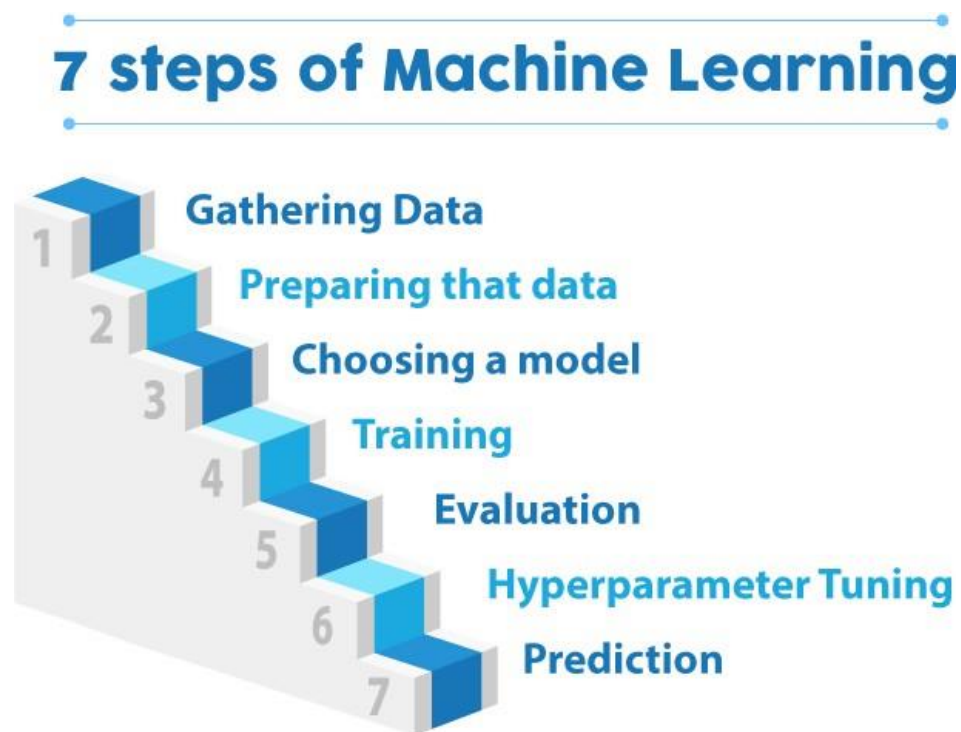 7 steps of Machine Learning
1 Gathering Data
2 Preparing that data
3 Choosing a model
4 Training
5 Evaluation
6 Hyperparameter Tuning
7 Prediction